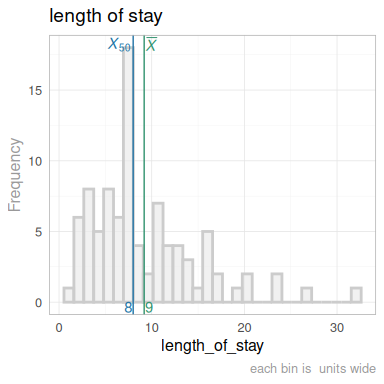 length of stay
X50 X̅
15
10
5
0
Frequency
8 9
0 10 20 30
length_of_stay
each bin is  units wide